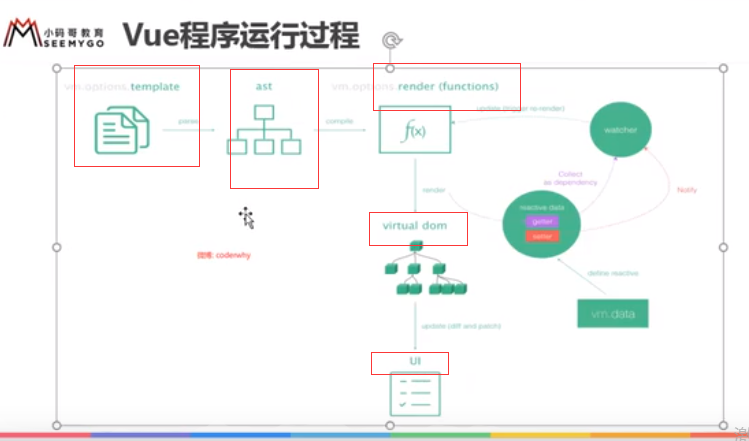 小码哥教育
SEEMYGO
Vue程序运行过程
vm.options.template
ast
vm.options.render (functions)
parse
compile
f(x)
update (trigger re-render)
watcher
Collect
as dependency
Notify
render
reactive data
getter
setter
virtual dom
define reactive
微博: coderwhy
vm.data
update (diff and patch)
UI